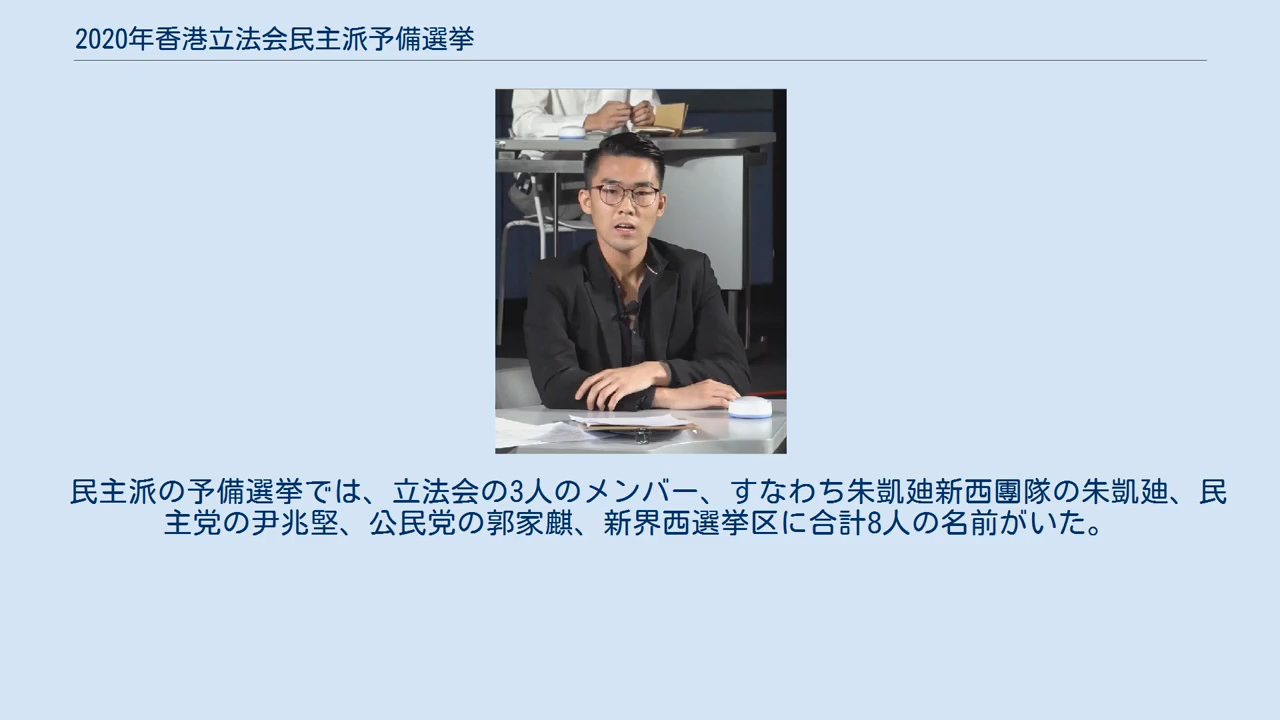 2020年香港立法会民主派予備選挙
民主派の予備選挙では、立法会の3人のメンバー、すなわち朱凱廸新西團隊の朱凱廸、民
主党の尹兆堅、公民党の郭家麒、新界西選挙区に合計8人の名前がいた。